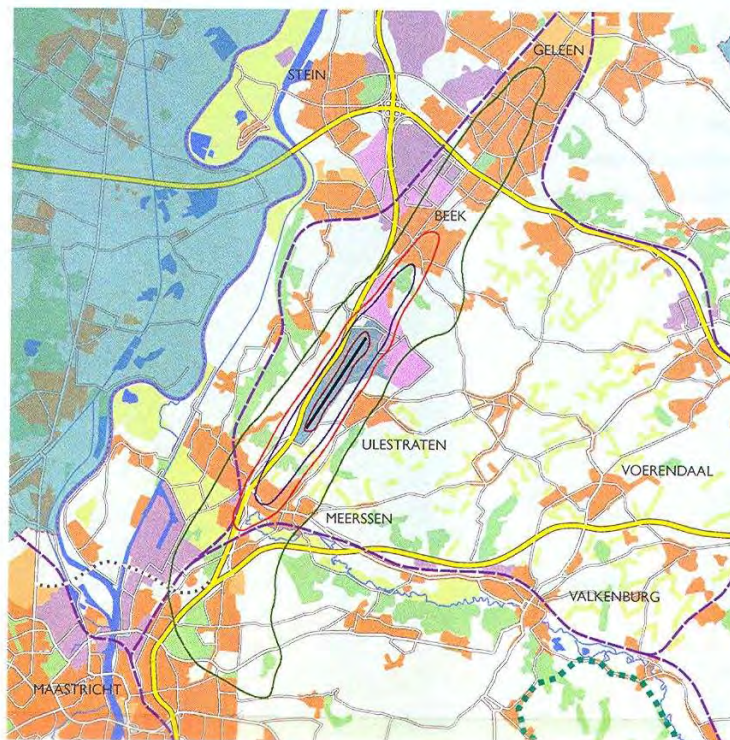 GELEEN
STEIN
BEEK
ULESTRATEN
VOERENDAAL
MEERSSEN
VALKENBURG
MAASTRICHT